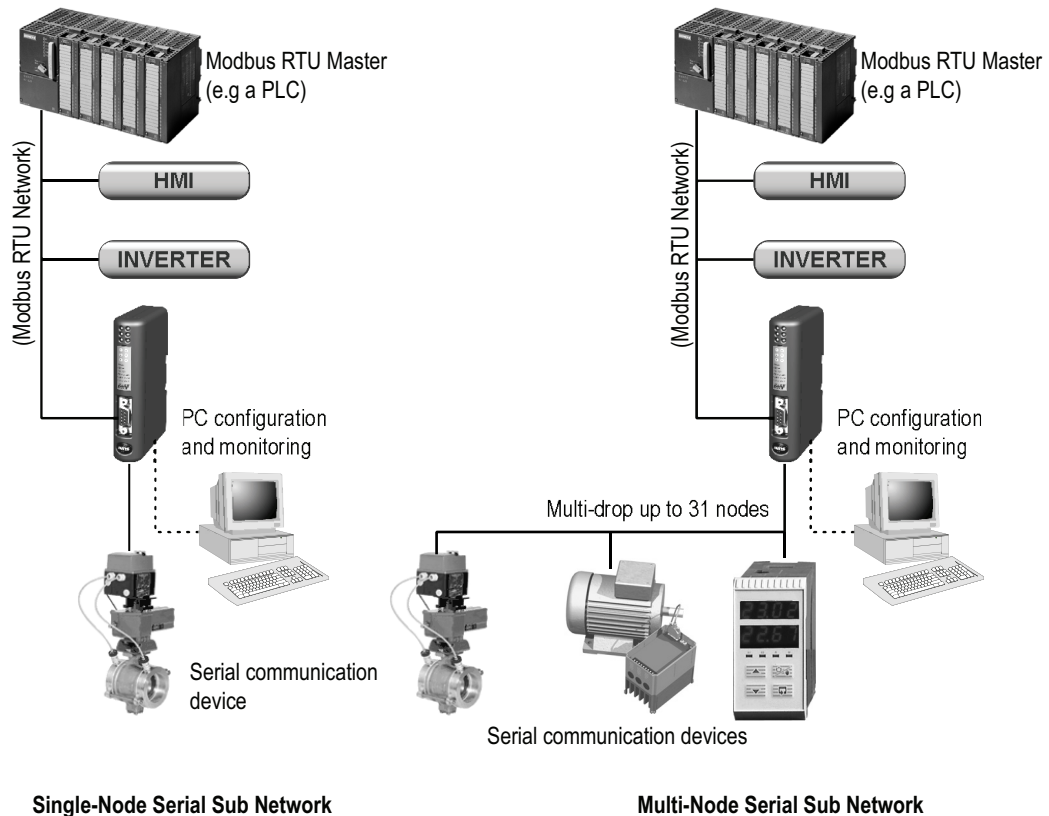 Modbus RTU Master
(e.g a PLC)
(Modbus RTU Network)
HMI
INVERTER
PC configuration
and monitoring
Serial communication
device
Single-Node Serial Sub Network
Modbus RTU Master
(e.g a PLC)
(Modbus RTU Network)
HMI
INVERTER
PC configuration
and monitoring
Multi-drop up to 31 nodes
23.02
22.67
Serial communication devices
Multi-Node Serial Sub Network